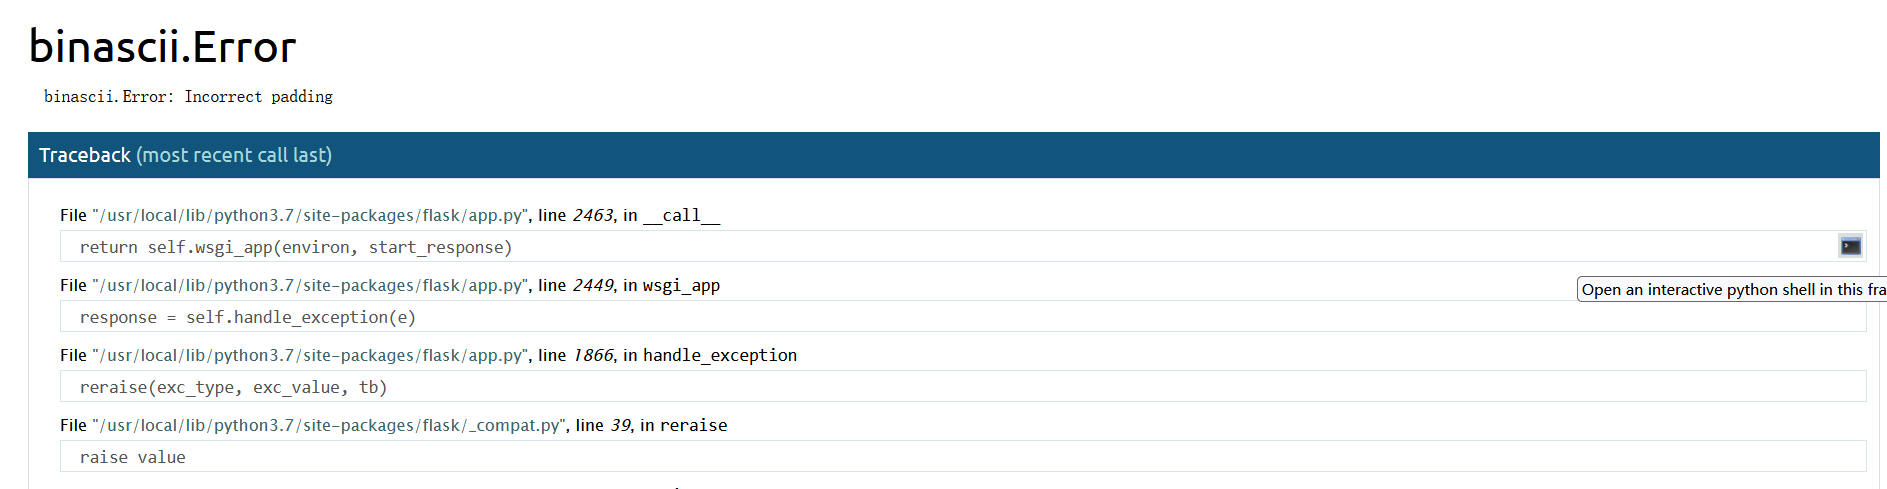 binascii.Error
binascii.Error: Incorrect padding
Traceback (most recent call last)
File "/usr/local/lib/python3.7/site-packages/flask/app.py", line 2463, in __call__
return self.wsgi_app(environ, start_response)
File "/usr/local/lib/python3.7/site-packages/flask/app.py", line 2449, in wsgi_app
Open an interactive python shell in this fra
response = self.handle_exception(e)
File "/usr/local/lib/python3.7/site-packages/flask/app.py", line 1866, in handle_exception
reraise(exc_type, exc_value, tb)
File "/usr/local/lib/python3.7/site-packages/flask/_compat.py", line 39, in reraise
raise value